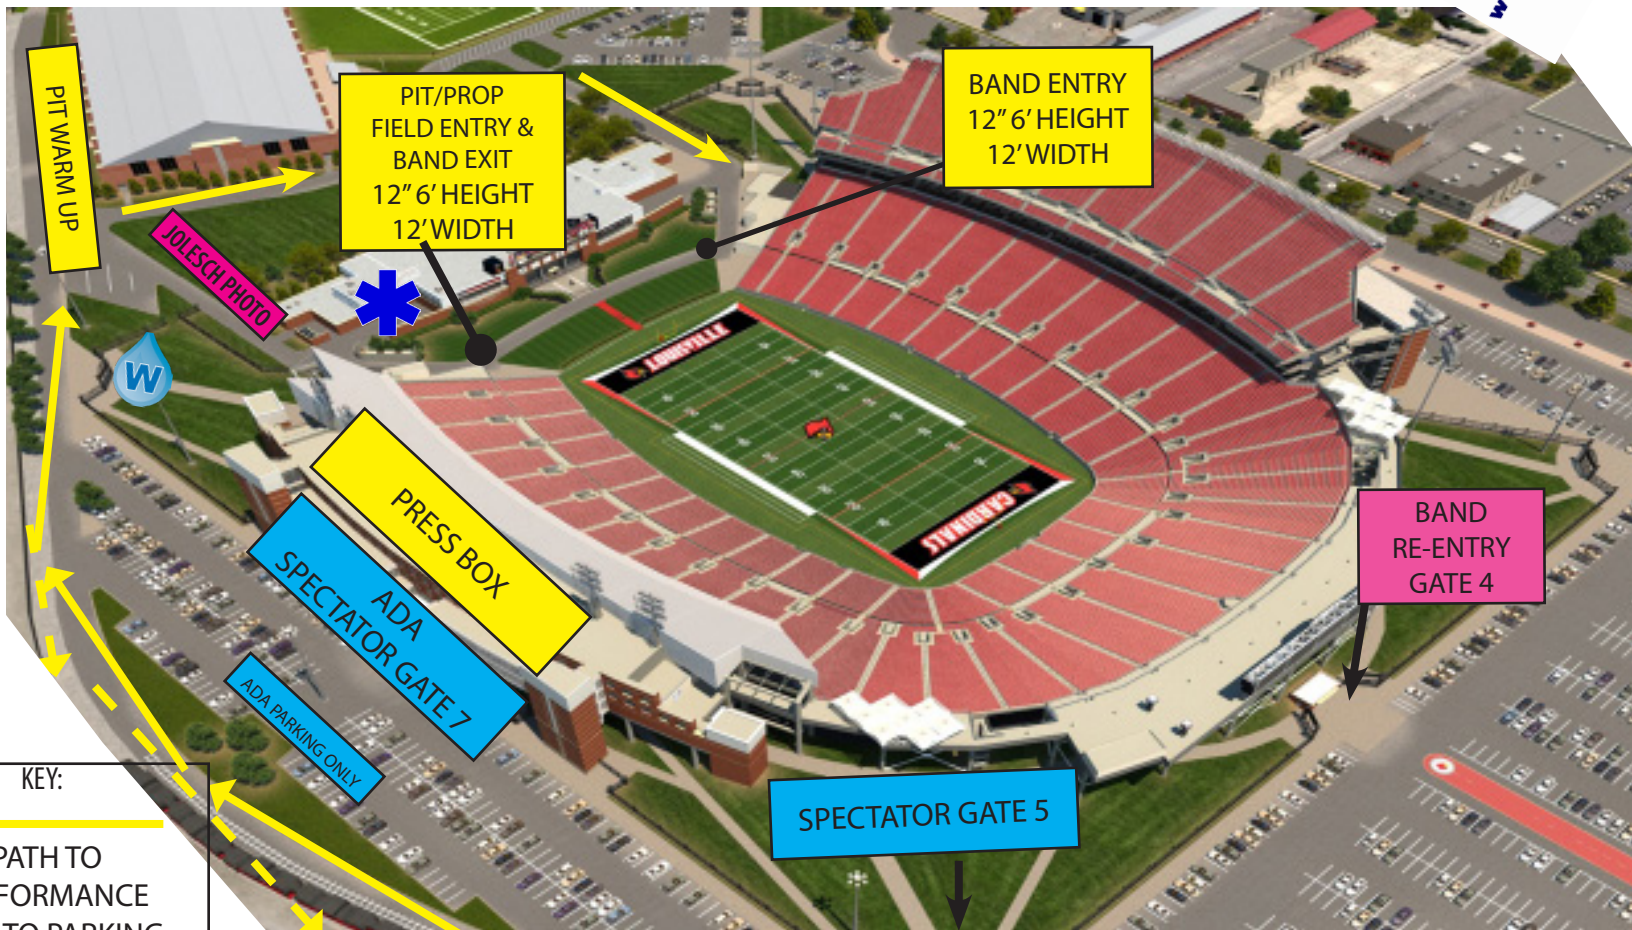 W
PIT WARM UP
PIT/PROP
FIELD ENTRY &
BAND EXIT
12” 6’ HEIGHT
12’ WIDTH
BAND ENTRY
12” 6’ HEIGHT
12’ WIDTH
JOLESCH PHOTO
W
LOUISVILLE
CARDINALS
PRESS BOX
ADA
SPECTATOR GATE 7
ADA PARKING ONLY
BAND
RE-ENTRY
GATE 4
SPECTATOR GATE 5
KEY:
PATH TO
FORMANCE
TO PARKING